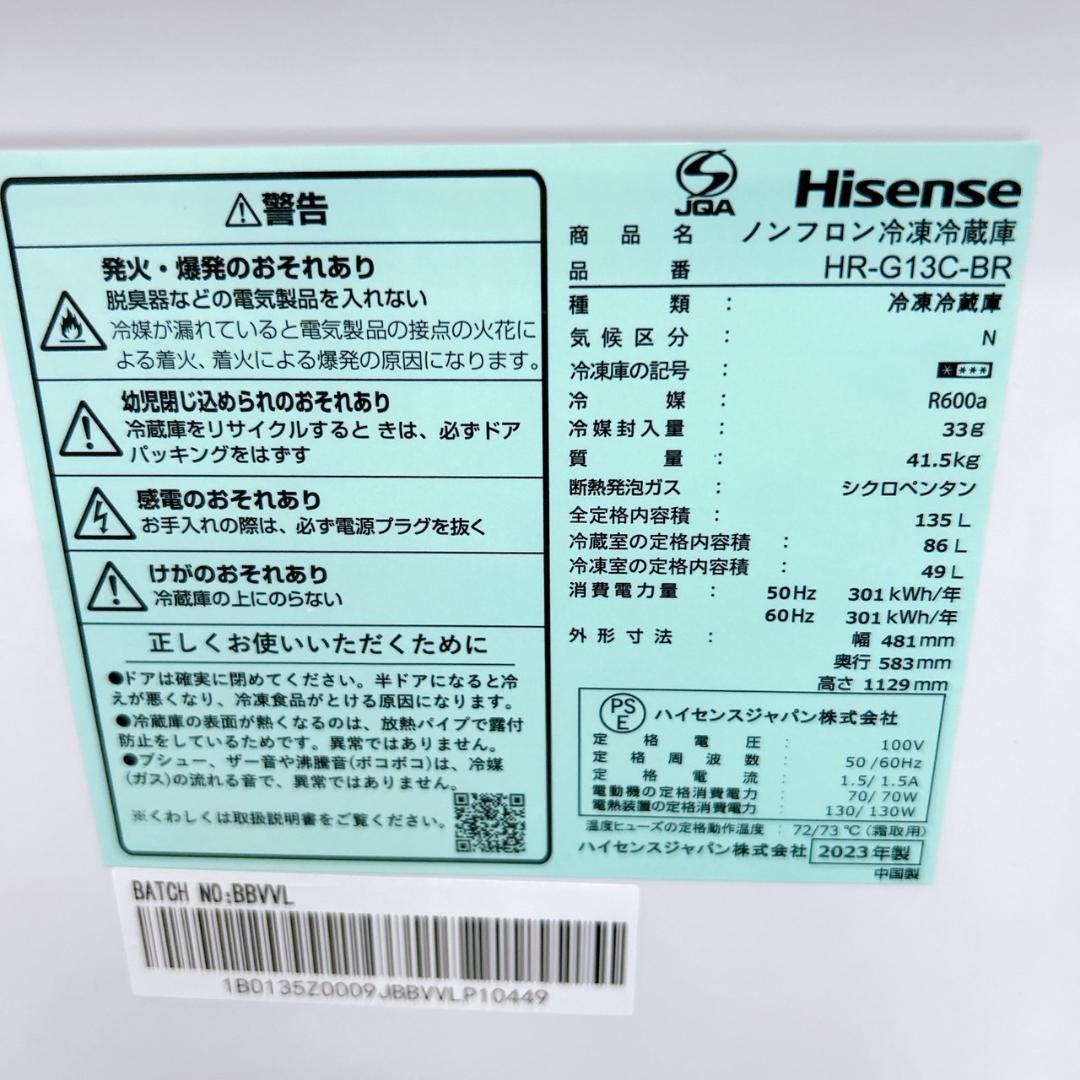 ⚠警告
発火・爆発のおそれあり
脱臭器などの電気製品を入れない
冷媒が漏れていると電気製品の接点の火花に
よる着火、着火による爆発の原因になります。
幼児閉じ込められのおそれあり
冷蔵庫をリサイクルすると きは、必ずドア
パッキングをはずす
感電のおそれあり
お手入れの際は、必ず電源プラグを抜く
けがのおそれあり
冷蔵庫の上にのらない
正しくお使いいただくために
●ドアは確実に閉めてください。半ドアになると冷
えが悪くなり、冷凍食品がとける原因になります。
●冷蔵庫の表面が熱くなるのは、放熱パイプで露付
防止をしているためです。異常ではありません。
●ブシュー、ザー音や沸騰音(ボコボコ)は、冷媒
(ガス)の流れる音で、異常ではありません。
※くわしくは取扱説明書をご覧ください。
JQA
Hisense
商品名 ノンフロン冷凍冷蔵庫
品番 HR-G13C-BR
種類 : 冷凍冷蔵庫
気候区分 : N
冷凍庫の記号 : ****
冷媒 : R600a
冷媒封入量 : 33g
質量 : 41.5kg
断熱発泡ガス : シクロペンタン
全定格内容積 : 135 L
冷蔵室の定格内容積 : 86 L
冷凍室の定格内容積 : 49 L
消費電力量 : 50Hz 301 kWh/年
60Hz 301 kWh/年
外形寸法 : 幅 481mm
奥行 583mm
高さ 1129mm
PS
E ハイセンスジャパン株式会社
定格電圧 : 100V
定格周波数 : 50/60Hz
定格電流 : 1.5/ 1.5A
電動機の定格消費電力 : 70/ 70W
電熱装置の定格消費電力 : 130/ 130W
温度ヒューズの定格動作温度 : 72/73℃(霜取用)
ハイセンスジャパン株式会社 2023年製
中国製
BATCH NO:BBVVL
1B0135Z0009JBBVVLP10449